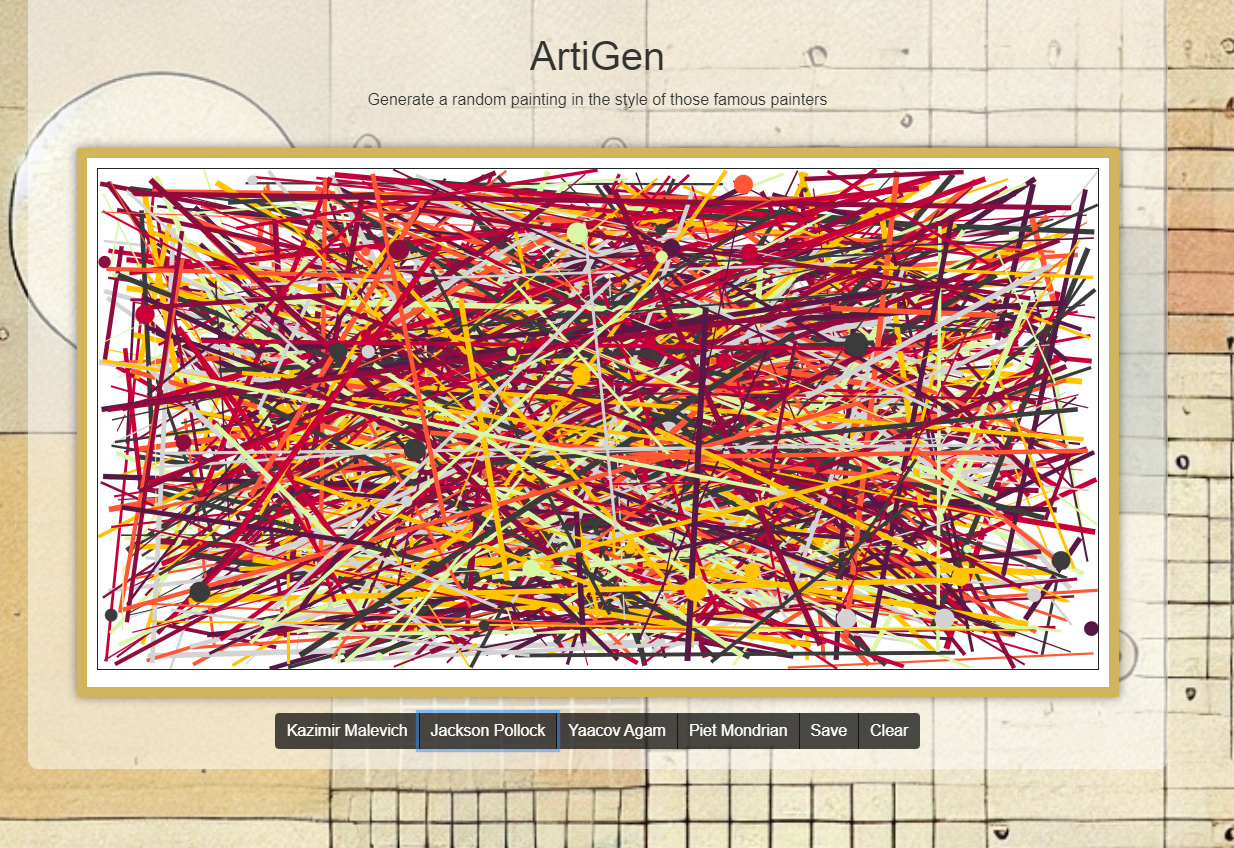 ArtiGen
Generate a random painting in the style of those famous painters
Kazimir Malevich Jackson Pollock Yaacov Agam Piet Mondrian Save Clear